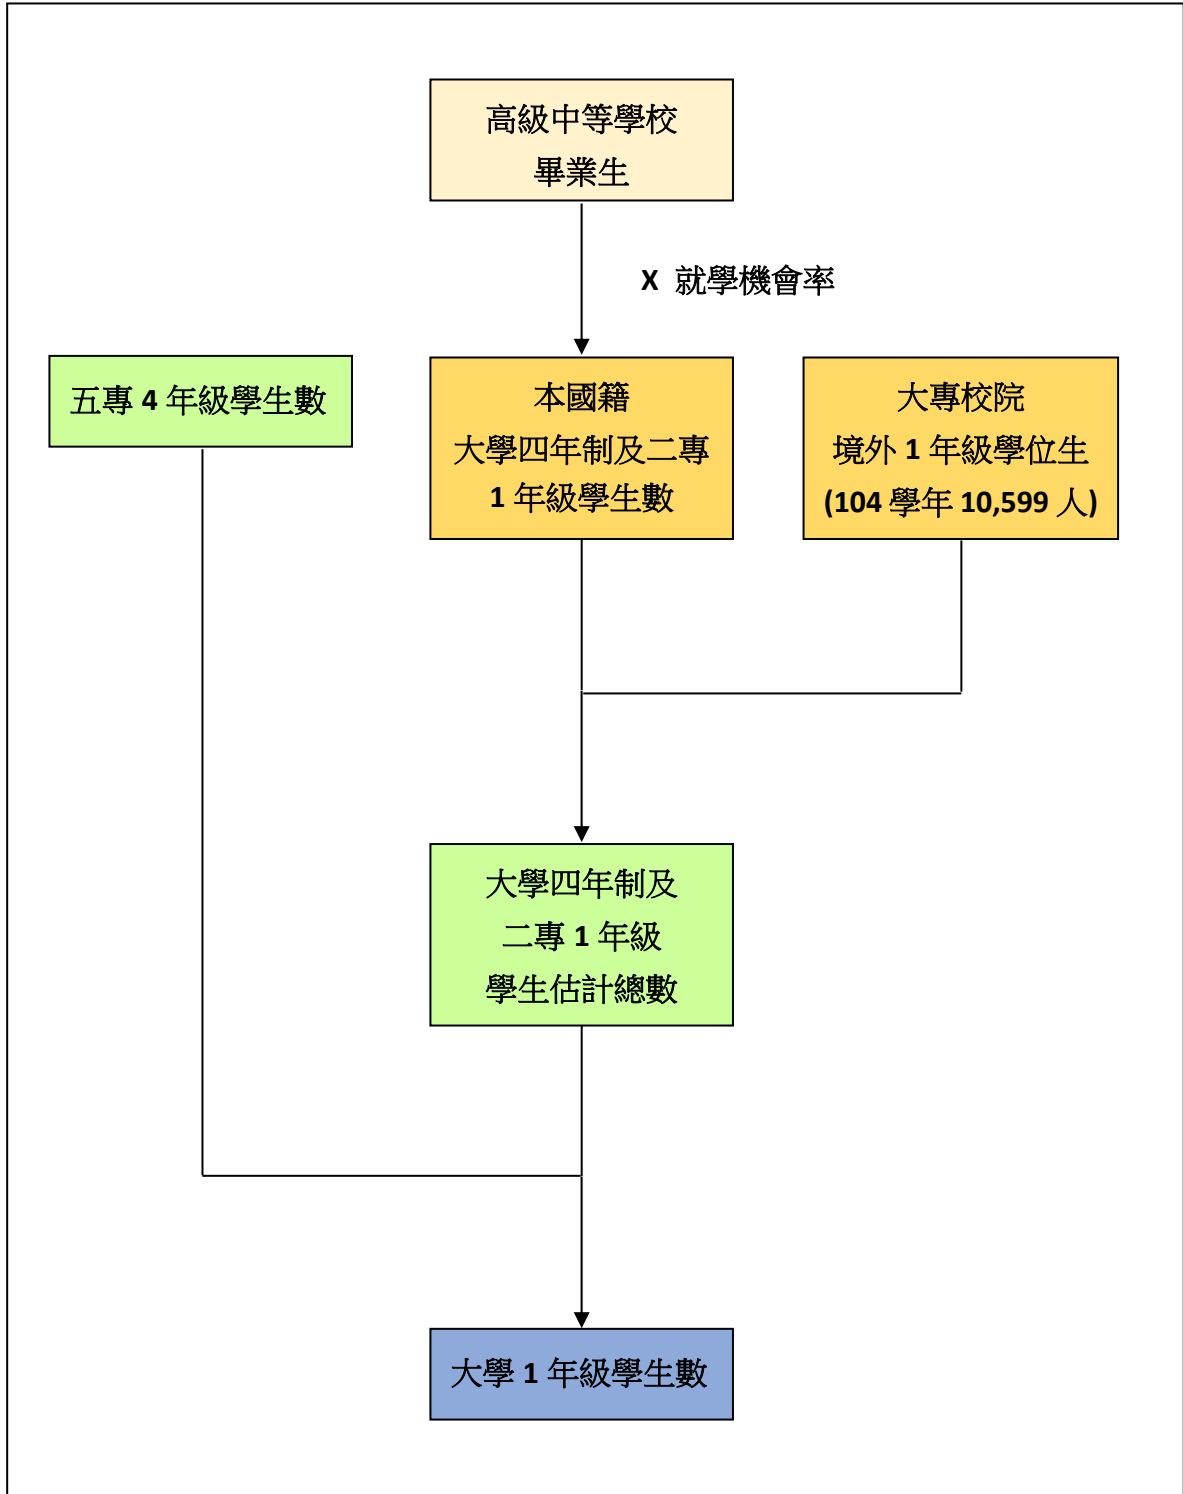 高級中等學校
畢業生
X 就學機會率
五專 4 年級學生數
本國籍
大學四年制及二專
1 年級學生數
大專校院
境外 1 年級學位生
(104 學年 10,599 人)
大學四年制及
二專 1 年級
學生估計總數
大學 1 年級學生數